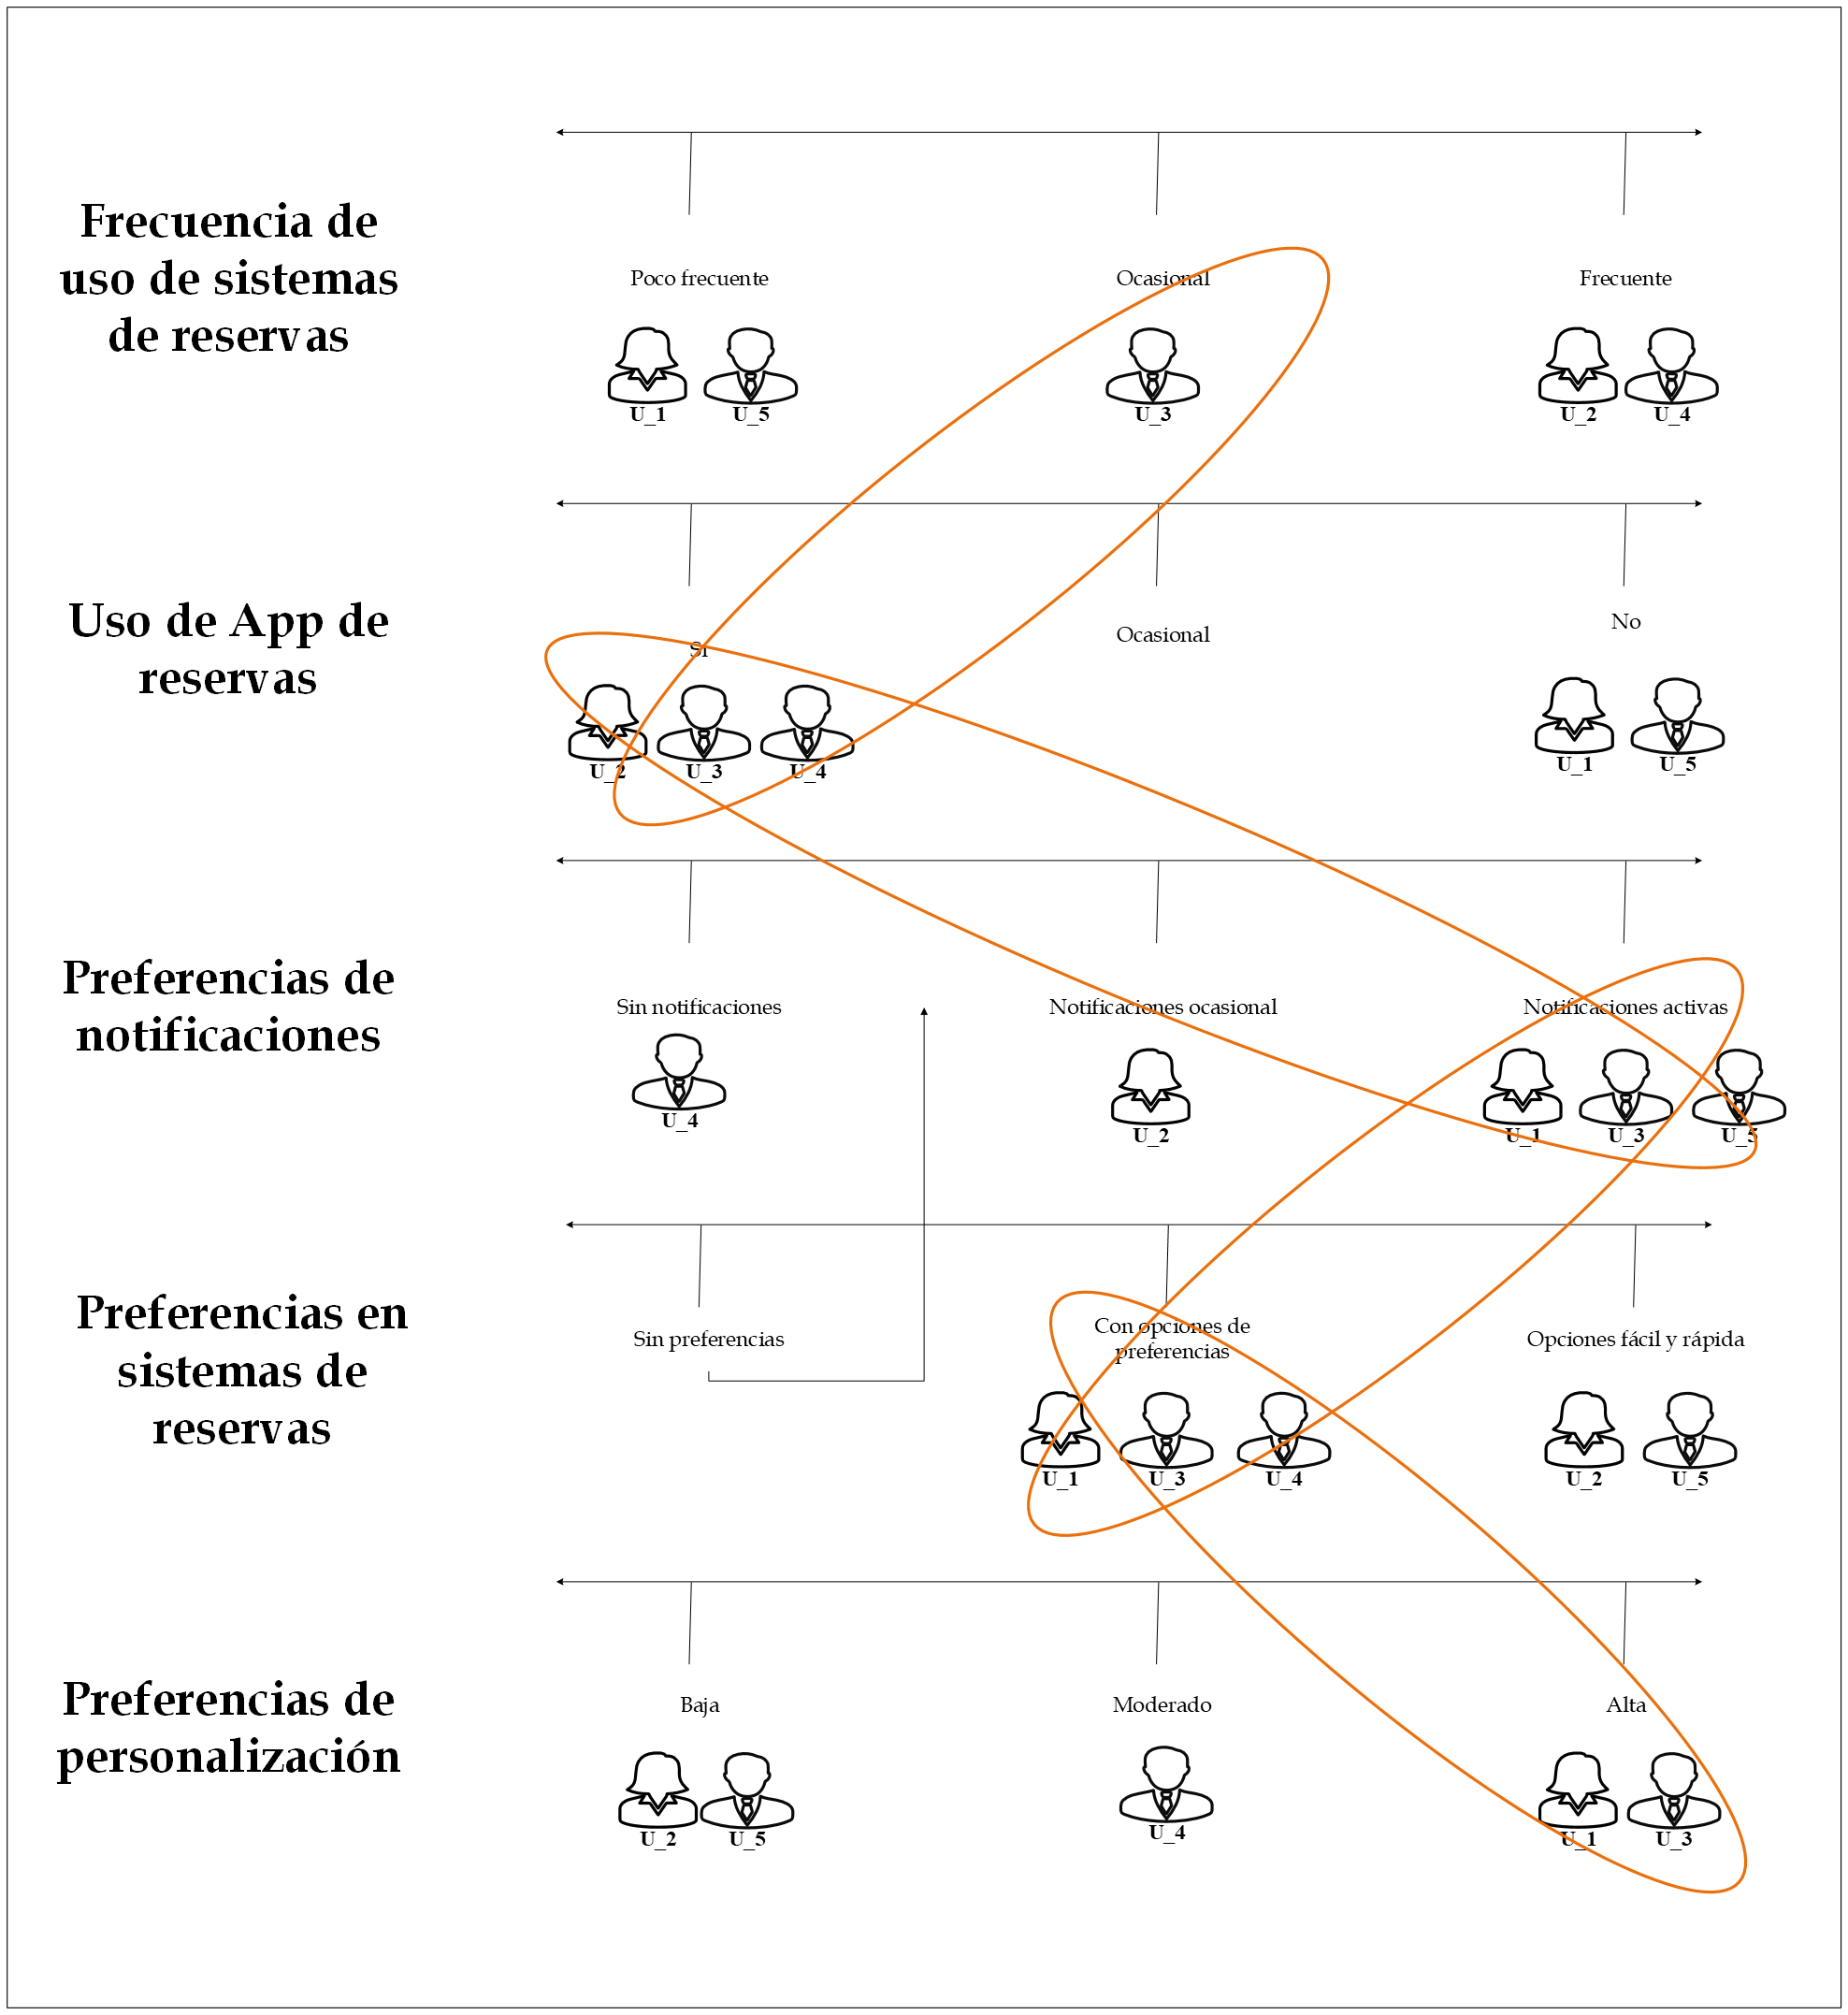 Frecuencia de
uso de sistemas
de reservas
Poco frecuente
Ocasional
Frecuente
U_1
U_5
U_3
U_2
U_4
Uso de App de
reservas
Si
Ocasional
No
U_2
U_3
U_4
U_1
U_5
Preferencias de
notificaciones
Sin notificaciones
Notificaciones ocasional
Notificaciones activas
U_4
U_2
U_1
U_3
U_5
Preferencias en
sistemas de
reservas
Sin preferencias
Con opciones de
preferencias
Opciones fácil y rápida
U_1
U_3
U_4
U_2
U_5
Preferencias de
personalización
Baja
Moderado
Alta
U_2
U_5
U_4
U_1
U_3